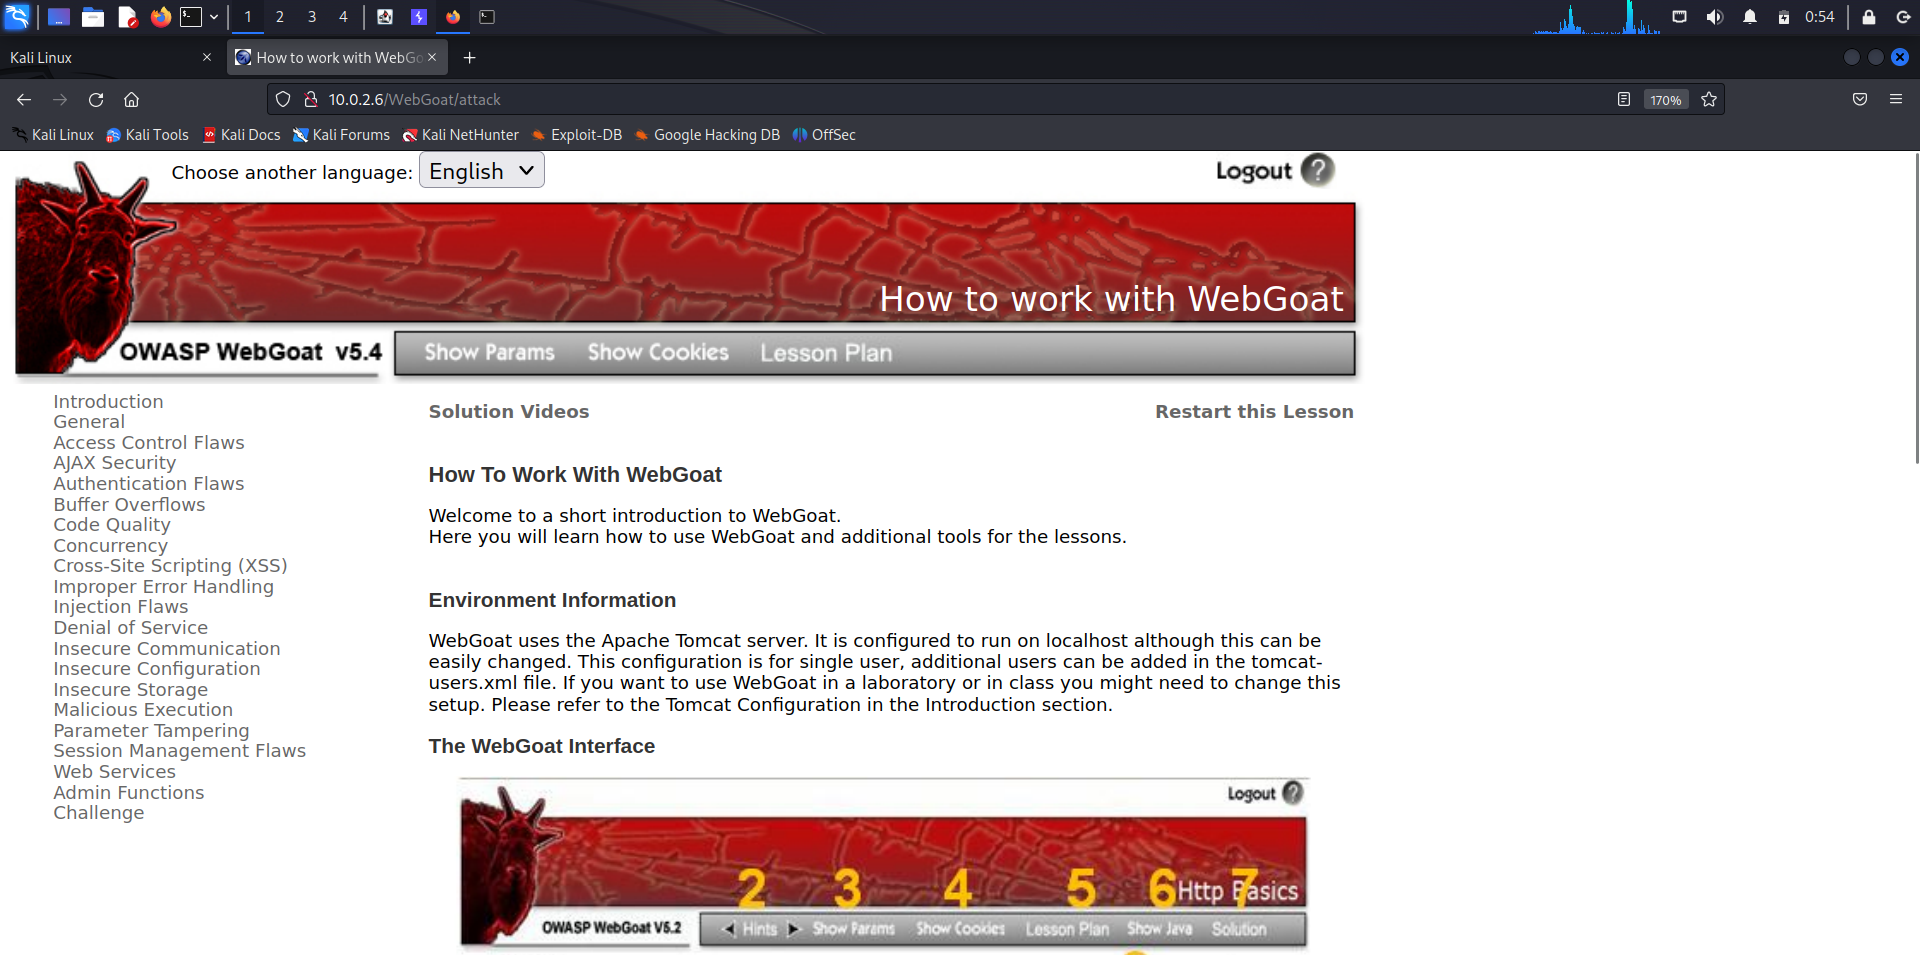 1 2 3 4 0:54
Kali Linux
How to work with WebGo
10.0.2.6/WebGoat/attack
170%
Kali Linux Kali Tools Kali Docs Kali Forums Kali NetHunter Exploit-DB Google Hacking DB OffSec
Choose another language: English
Logout ?
How to work with WebGoat
OWASP WebGoat v5.4
Show Params Show Cookies Lesson Plan
Introduction
General
Access Control Flaws
AJAX Security
Authentication Flaws
Buffer Overflows
Code Quality
Concurrency
Cross-Site Scripting (XSS)
Improper Error Handling
Injection Flaws
Denial of Service
Insecure Communication
Insecure Configuration
Insecure Storage
Malicious Execution
Parameter Tampering
Session Management Flaws
Web Services
Admin Functions
Challenge
Solution Videos
Restart this Lesson
How To Work With WebGoat
Welcome to a short introduction to WebGoat.
Here you will learn how to use WebGoat and additional tools for the lessons.
Environment Information
WebGoat uses the Apache Tomcat server. It is configured to run on localhost although this can be
easily changed. This configuration is for single user, additional users can be added in the tomcat-
users.xml file. If you want to use WebGoat in a laboratory or in class you might need to change this
setup. Please refer to the Tomcat Configuration in the Introduction section.
The WebGoat Interface
Logout ?
2 3 4 5 6 7
Http Basics
OWASP WebGoat V5.2
Hints Show Params Show Cookies Lesson Plan Show Java Solution